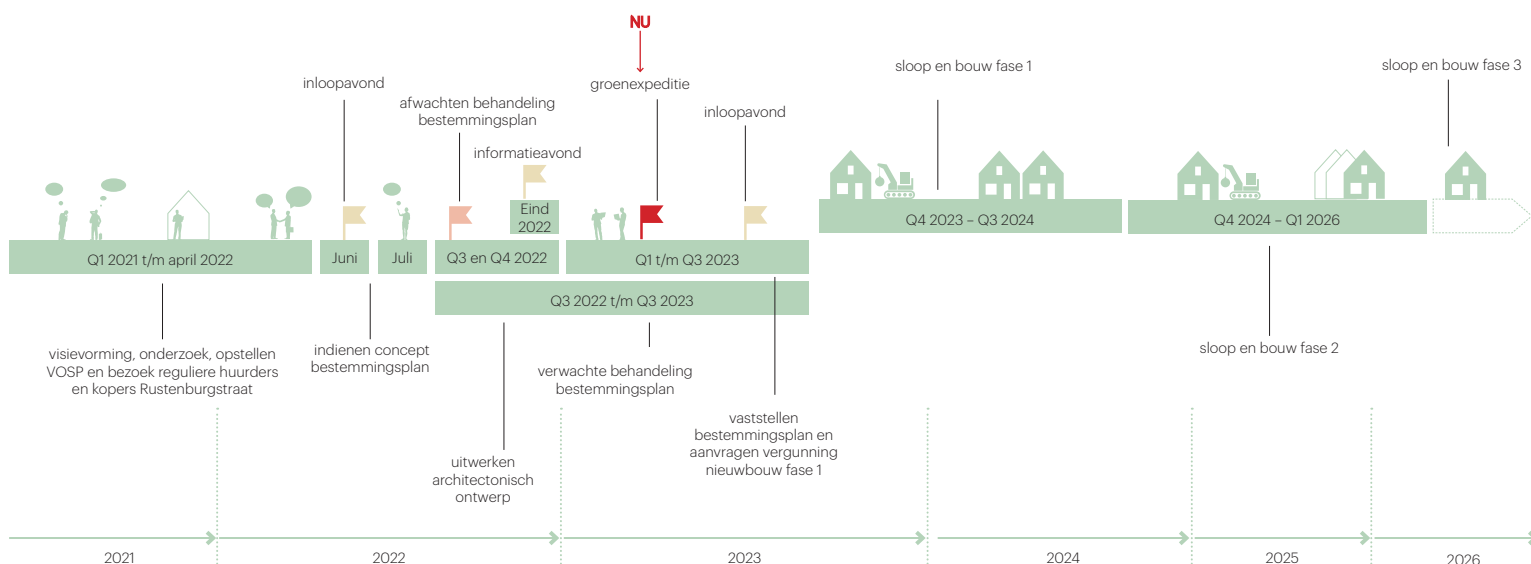 NU
groenexpeditie
inloopavond
afwachten behandeling
bestemmingsplan
informatieavond
inloopavond
sloop en bouw fase 1
sloop en bouw fase 3
Eind
2022
Q1 2021 t/m april 2022
Juni
Juli
Q3 en Q4 2022
Q1 t/m Q3 2023
Q4 2023 – Q3 2024
Q4 2024 – Q1 2026
Q3 2022 t/m Q3 2023
visievorming, onderzoek, opstellen
VOSP en bezoek reguliere huurders
en kopers Rustenburgstraat
indienen concept
bestemmingsplan
verwachte behandeling
bestemmingsplan
sloop en bouw fase 2
uitwerken
architectonisch
ontwerp
vaststellen
bestemmingsplan en
aanvragen vergunning
nieuwbouw fase 1
2021
2022
2023
2024
2025
2026